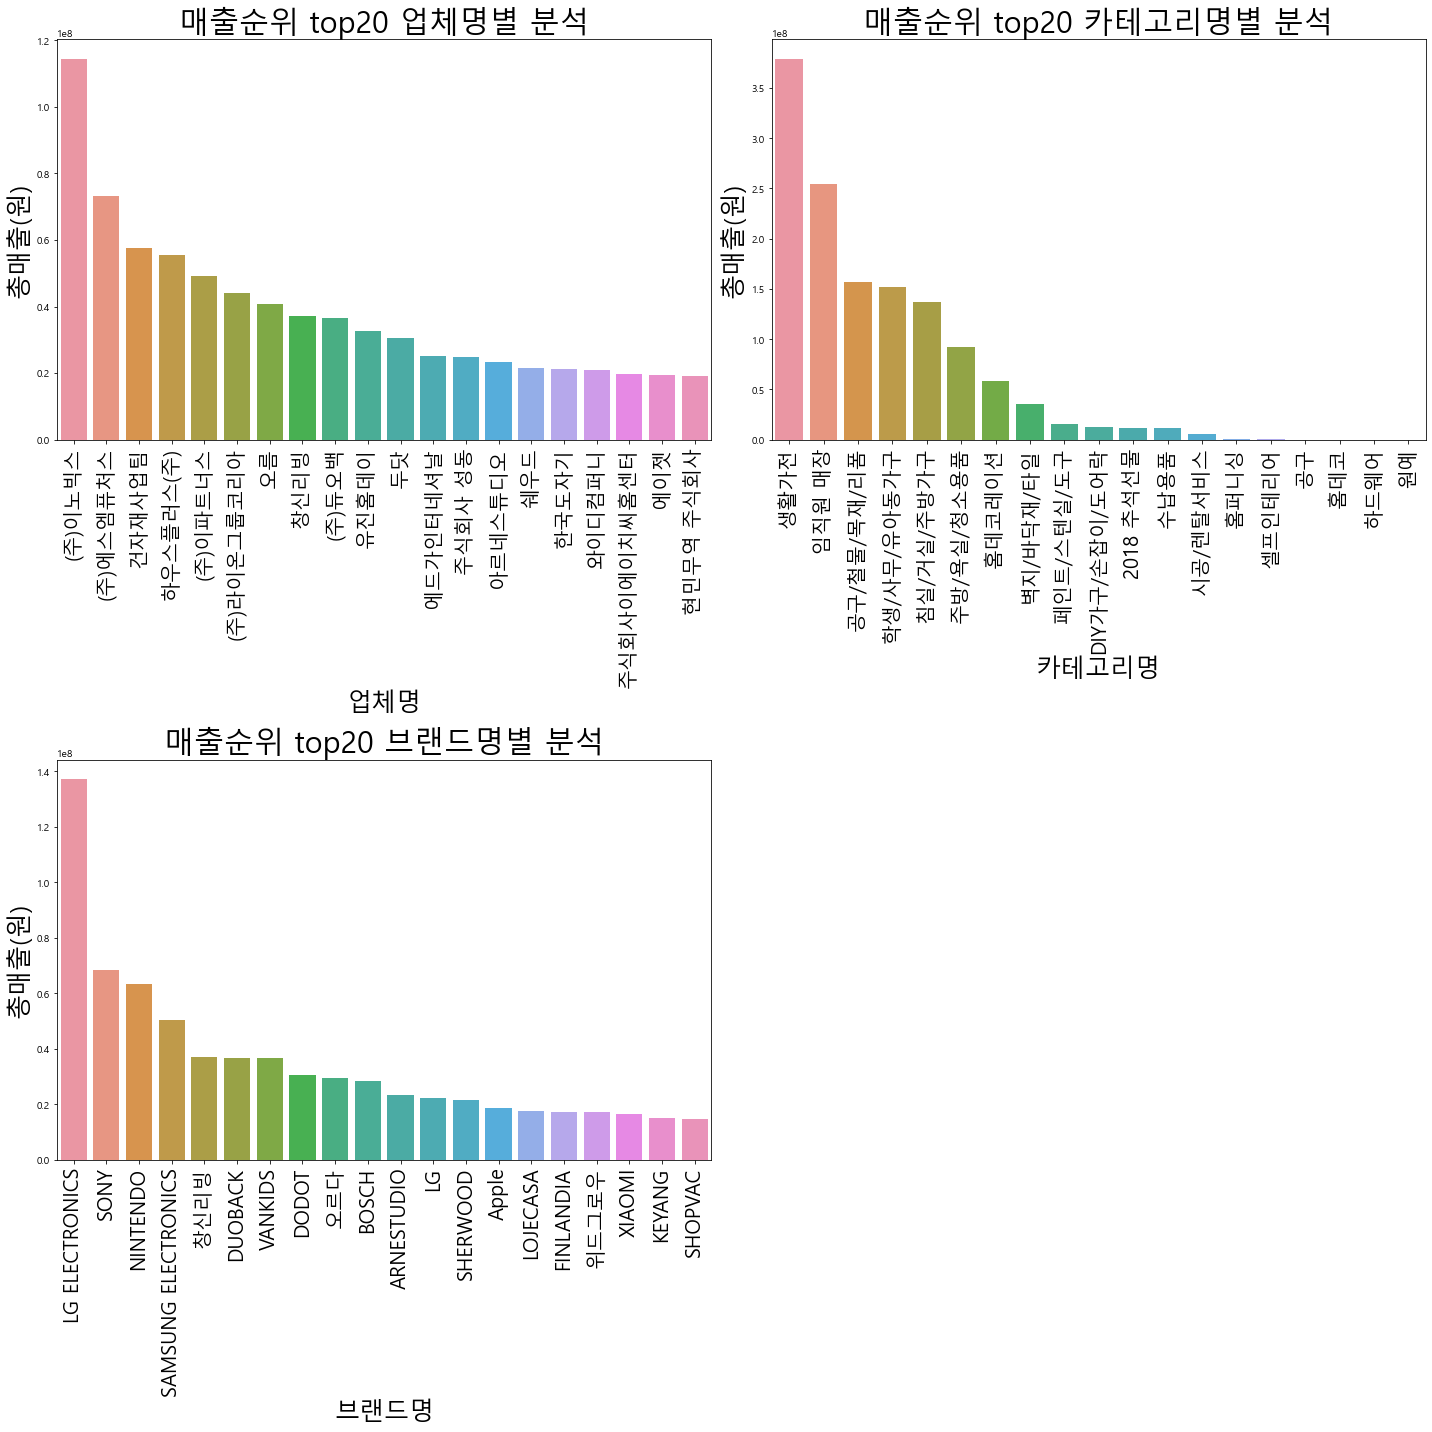 매출순위 top20 업체명별 분석
1e8
1.2
1.0
0.8
0.6
0.4
0.2
0.0
총매출(원)
(주)이노빅스
(주)에스엠퓨처스
건자재사업팀
하우스플러스(주)
(주)이파트너스
(주)라이온그룹코리아
오름
창신리빙
(주)듀오백
유진홈데이
두닷
에드가인터네셔날
주식회사 성동
아르네스튜디오
쉐우드
한국도자기
와이디컴퍼니
주식회사이에이치씨홈센터
에이젯
현민무역 주식회사
업체명
매출순위 top20 카테고리명별 분석
1e8
3.5
3.0
2.5
2.0
1.5
1.0
0.5
0.0
총매출(원)
생활가전
임직원 매장
공구/철물/목재/리폼
학생/사무/유아동가구
침실/거실/주방가구
주방/욕실/청소용품
홈데코레이션
벽지/바닥재/타일
페인트/스텐실/도구
DIY가구/손잡이/도어락
2018 추석선물
수납용품
시공/렌탈서비스
홈퍼니싱
셀프인테리어
공구
홈데코
하드웨어
원예
카테고리명
매출순위 top20 브랜드명별 분석
1e8
1.4
1.2
1.0
0.8
0.6
0.4
0.2
0.0
총매출(원)
LG ELECTRONICS
SONY
NINTENDO
SAMSUNG ELECTRONICS
창신리빙
DUOBACK
VANKIDS
DODOT
오르다
BOSCH
ARNESTUDIO
LG
SHERWOOD
Apple
LOJECASA
FINLANDIA
위드그로우
XIAOMI
KEYANG
SHOPVAC
브랜드명